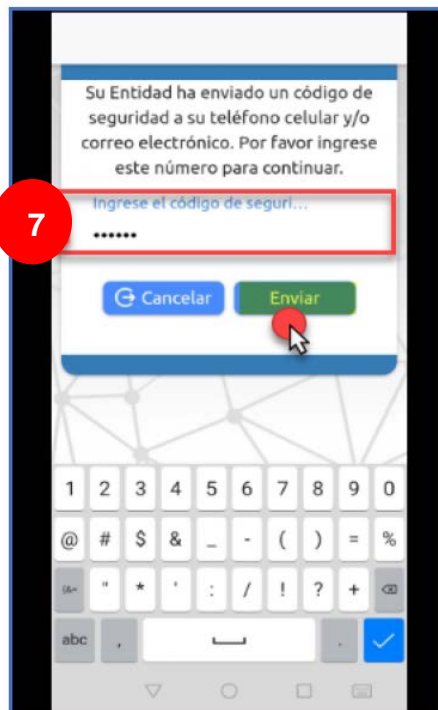 Su Entidad ha enviado un código de
seguridad a su teléfono celular y/o
correo electrónico. Por favor ingrese
este número para continuar.
7
Ingrese el código de seguri...
••••••
Cancelar
Enviar
1 2 3 4 5 6 7 8 9 0
@ # $ & _ - ( ) = %
" * ' : / ! ? + 
abc , .